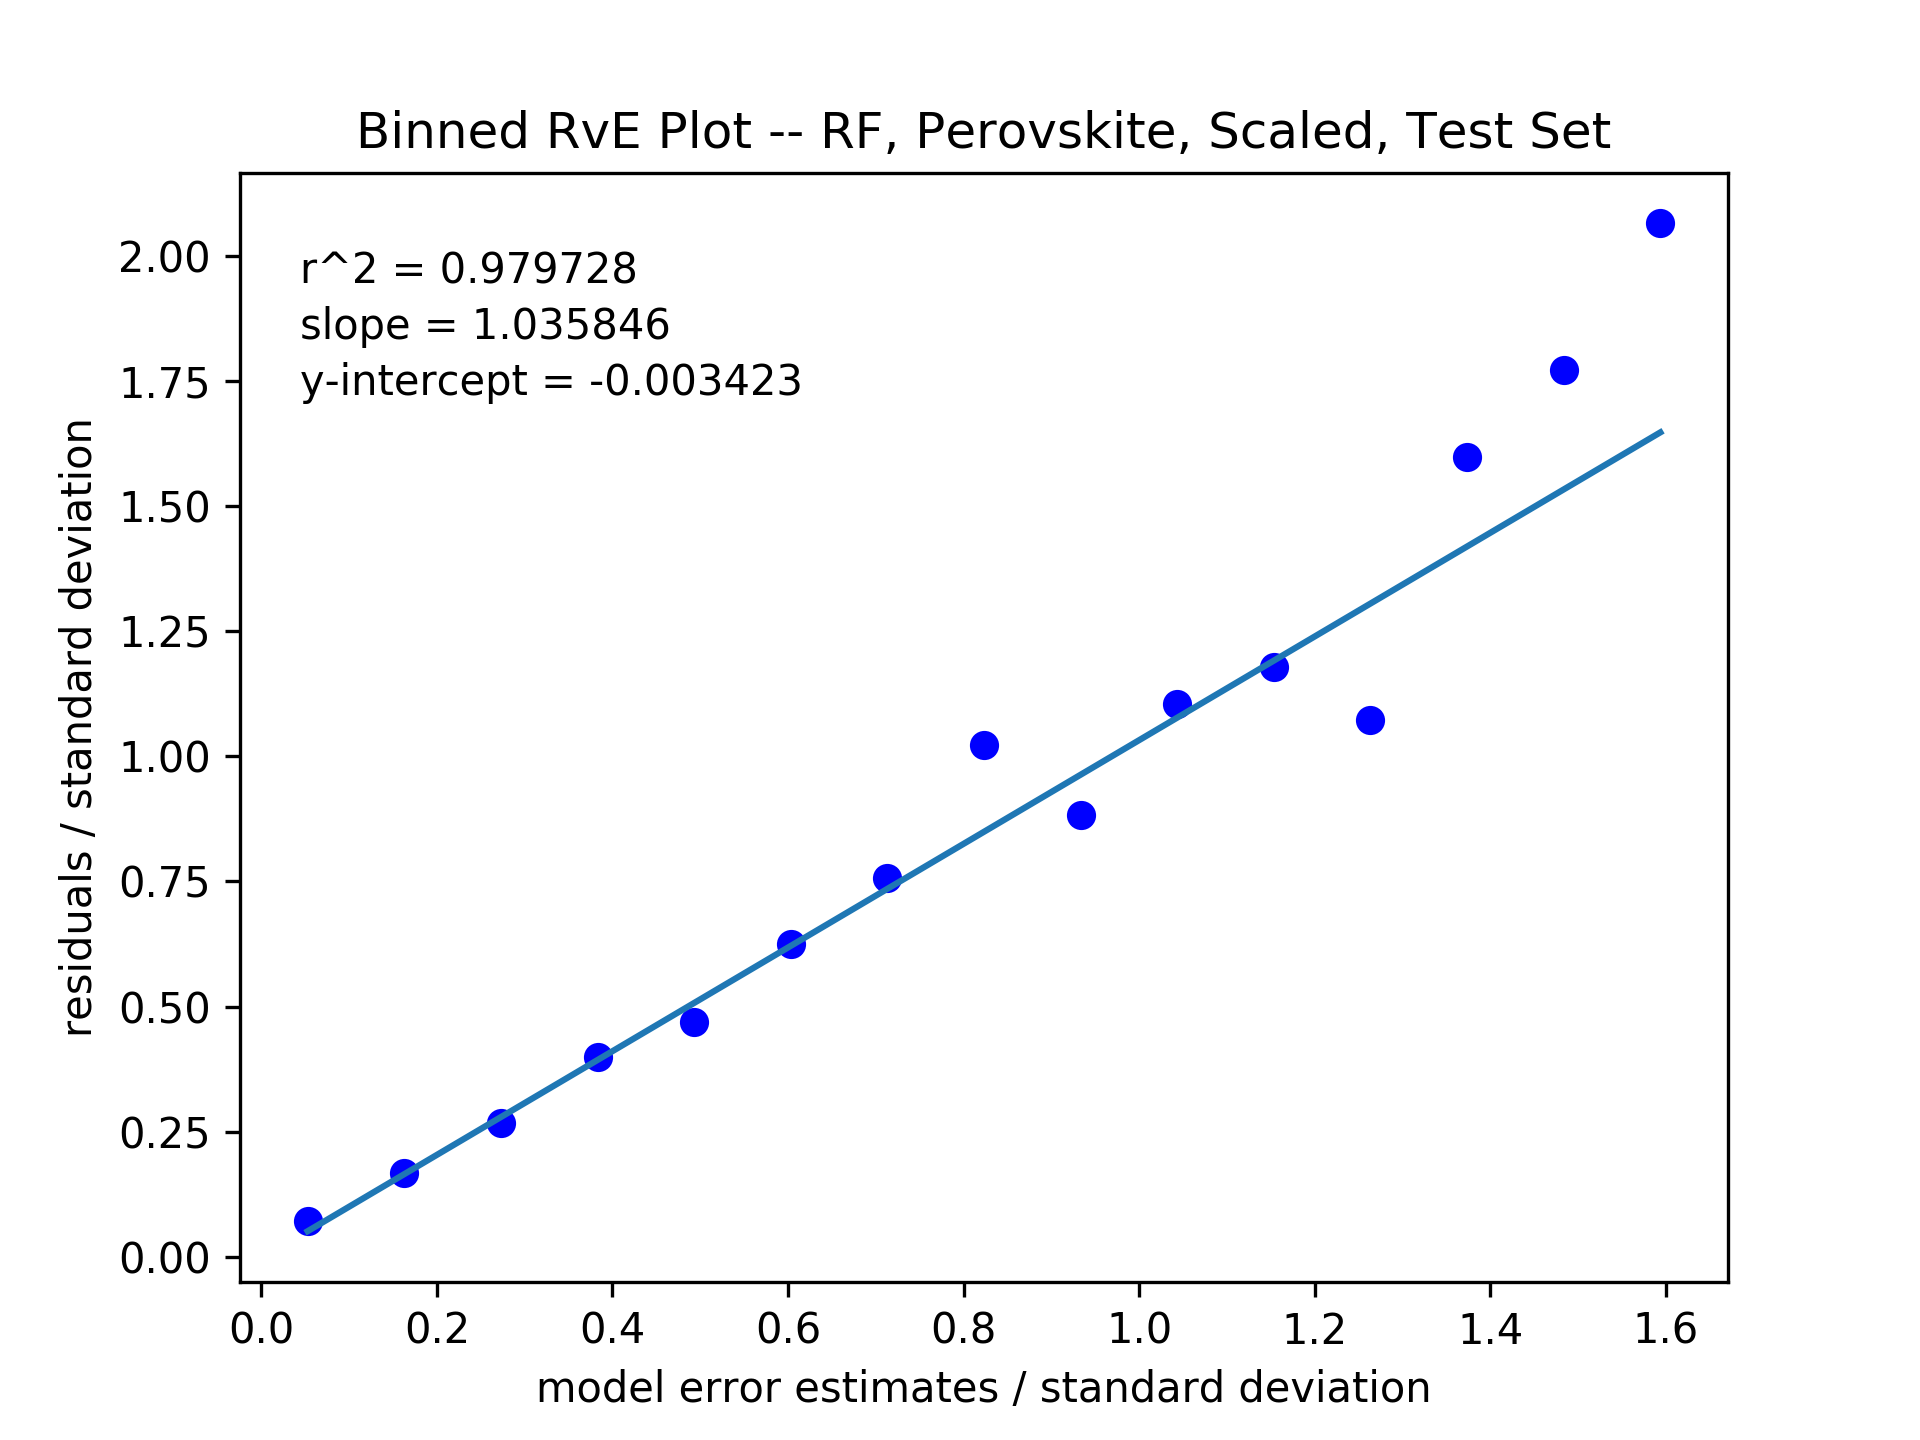 Binned RvE Plot -- RF, Perovskite, Scaled, Test Set
r^2 = 0.979728
slope = 1.035846
y-intercept = -0.003423
residuals / standard deviation
2.00
1.75
1.50
1.25
1.00
0.75
0.50
0.25
0.00
0.0 0.2 0.4 0.6 0.8 1.0 1.2 1.4 1.6
model error estimates / standard deviation